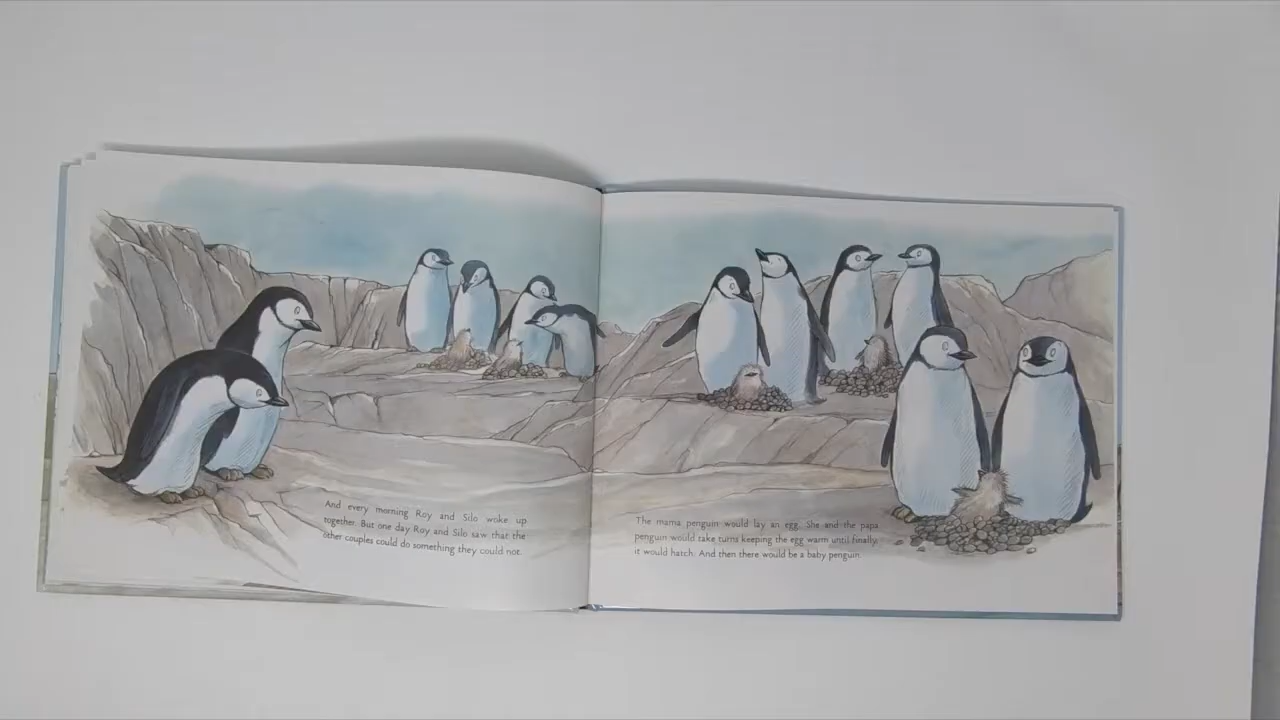 And every morning Roy and Silo woke up
together. But one day Roy and Silo saw that the
other couples could do something they could not.
The mama penguin would lay an egg. She and the papa
penguin would take turns keeping the egg warm until finally,
it would hatch. And then there would be a baby penguin.